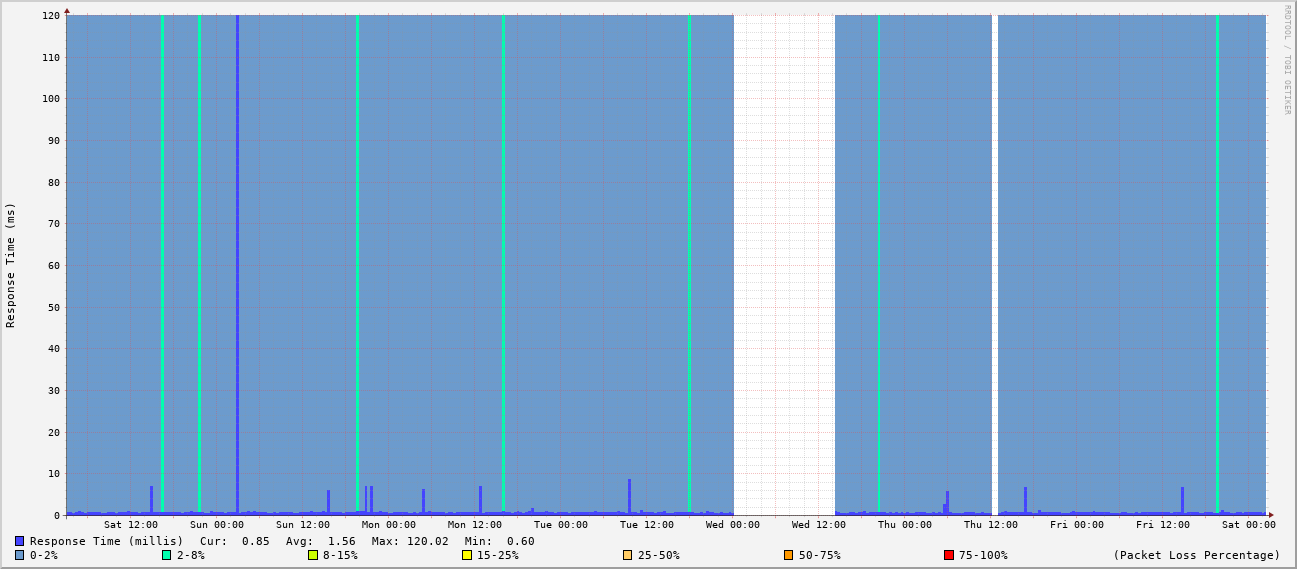 RRDTOOL / TOBI OETIKER
Response Time (ms)
120
110
100
90
80
70
60
50
40
30
20
10
0
Sat 12:00 Sun 00:00 Sun 12:00 Mon 00:00 Mon 12:00 Tue 00:00 Tue 12:00 Wed 00:00 Wed 12:00 Thu 00:00 Thu 12:00 Fri 00:00 Fri 12:00 Sat 00:00
Response Time (millis) Cur: 0.85 Avg: 1.56 Max: 120.02 Min: 0.60
0-2% 2-8% 8-15% 15-25% 25-50% 50-75% 75-100% (Packet Loss Percentage)